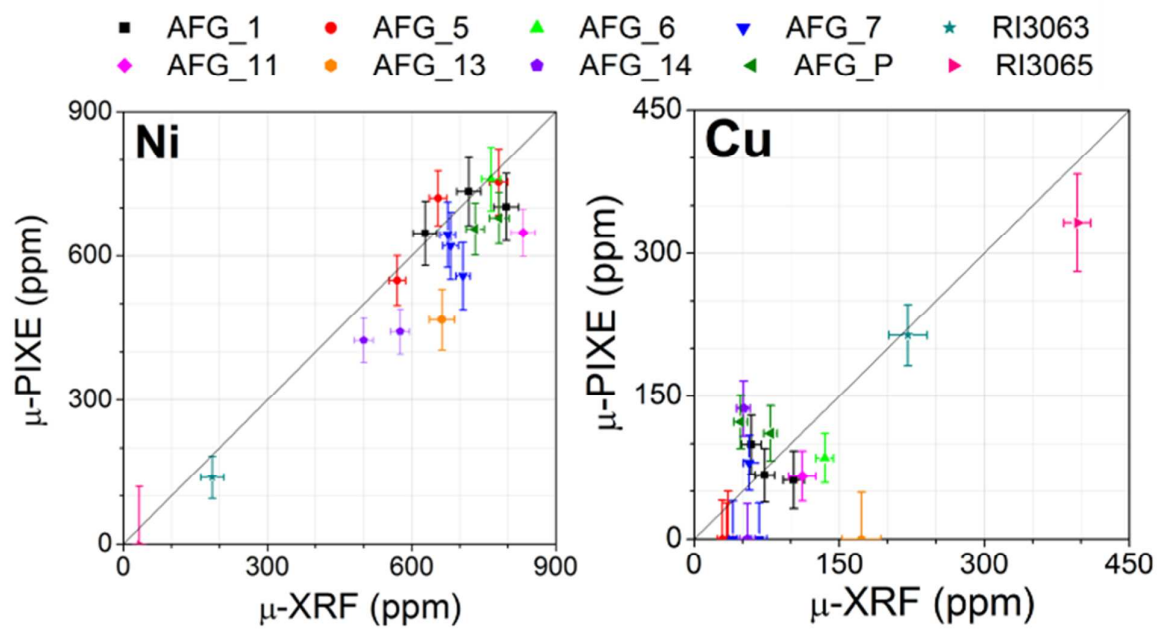 AFG_1 AFG_5 AFG_6 AFG_7 RI3063
AFG_11 AFG_13 AFG_14 AFG_P RI3065
Ni
900
600
300
0
0 300 600 900
μ-PIXE (ppm)
μ-XRF (ppm)
Cu
450
300
150
0
0 150 300 450
μ-PIXE (ppm)
μ-XRF (ppm)